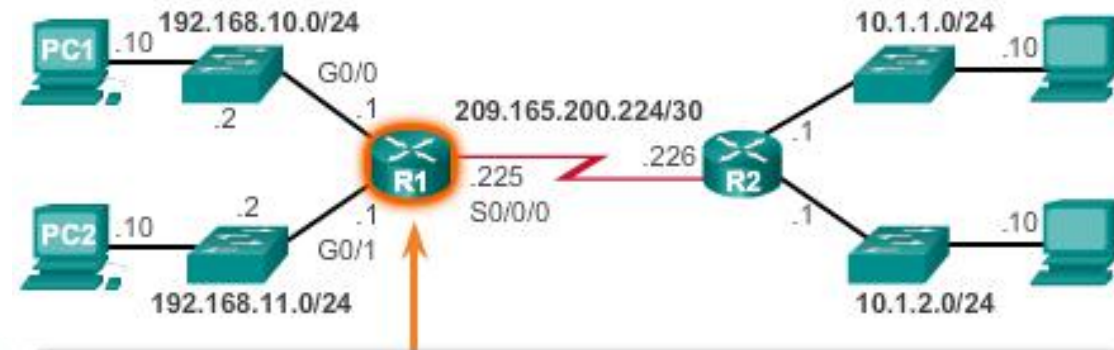 192.168.10.0/24
10.1.1.0/24
PC1
.10
.10
G0/0
.2
.1
209.165.200.224/30
.1
R1
.225
.226
R2
S0/0/0
PC2
.10
.2
.1
G0/1
.1
.10
192.168.11.0/24
10.1.2.0/24